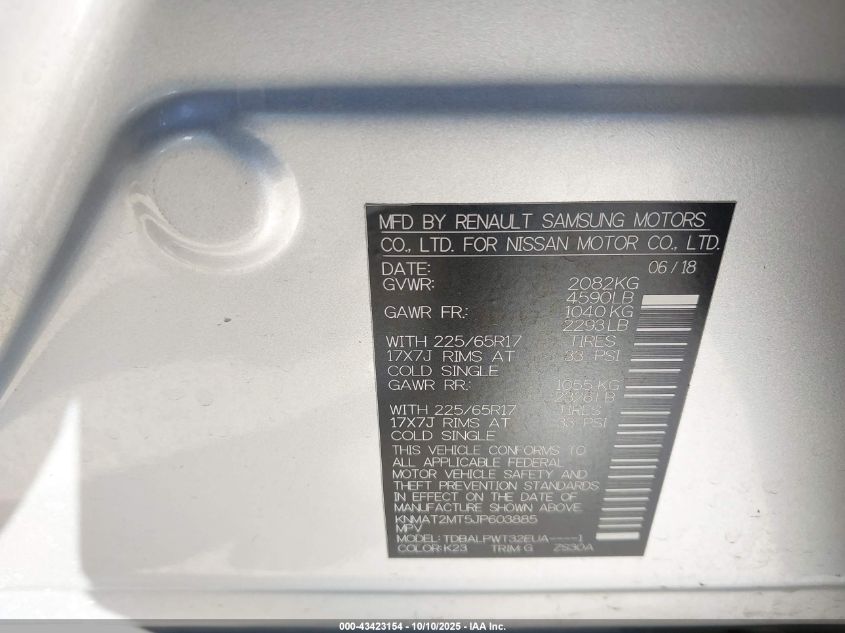 MFD BY RENAULT SAMSUNG MOTORS
CO., LTD. FOR NISSAN MOTOR CO., LTD.
DATE: 06/18
GVWR: 2082KG
4590LB
GAWR FR.: 1040KG
2293LB
WITH 225/65R17 TIRES
17X7J RIMS AT 33 PSI
COLD SINGLE
GAWR RR.: 1055KG
2328LB
WITH 225/65R17 TIRES
17X7J RIMS AT 33 PSI
COLD SINGLE
THIS VEHICLE CONFORMS TO
ALL APPLICABLE FEDERAL
MOTOR VEHICLE SAFETY AND
THEFT PREVENTION STANDARDS
IN EFFECT ON THE DATE OF
MANUFACTURE SHOWN ABOVE.
KNMAT2MT5JP603885
MPV
MODEL: TDBALPWT32EUA----1
COLOR:K23 TRIM:G ZS30A
000-43423154 - 10/10/2025 - IAA Inc.